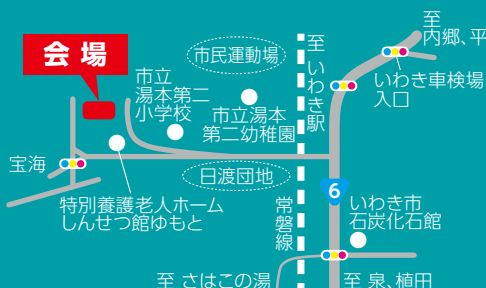 会場
市民運動場
至
いわき駅
至
内郷、平
いわき車検場
入口
市立
湯本第二
小学校
市立湯本
第二幼稚園
宝海
日渡団地
特別養護老人ホーム
しんせつ館ゆもと
常磐線
6
いわき市
石炭化石館
至 さはこの湯
至 泉、植田